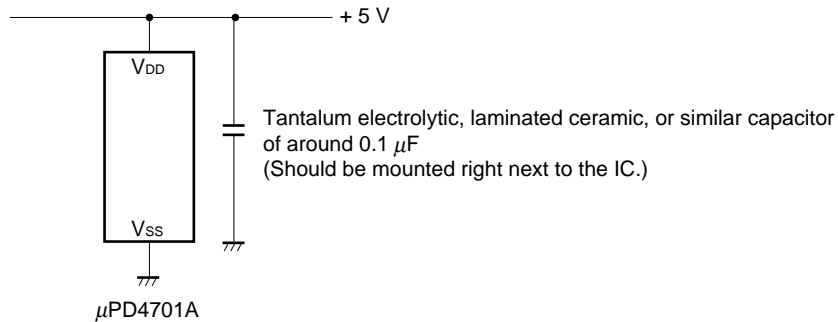 + 5 V
VDD
Tantalum electrolytic, laminated ceramic, or similar capacitor
of around 0.1 μF
(Should be mounted right next to the IC.)
VSS
μPD4701A